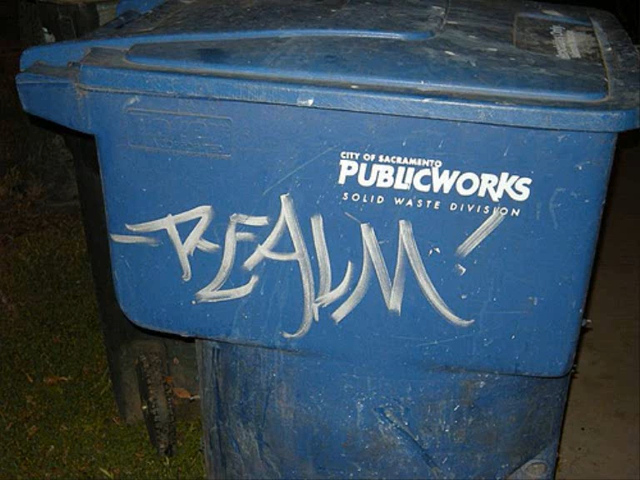 CITY OF SACRAMENTO
PUBLICWORKS
SOLID WASTE DIVISION
REALM!